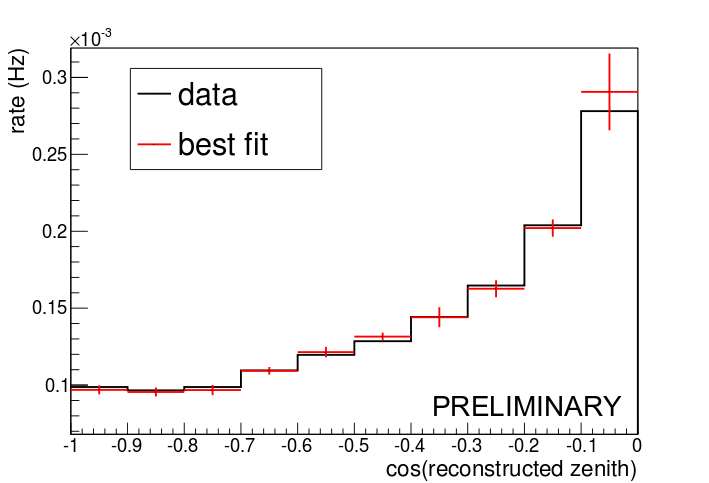 ×10-3
rate (Hz)
0.3
0.25
0.2
0.15
0.1
data
best fit
PRELIMINARY
-1 -0.9 -0.8 -0.7 -0.6 -0.5 -0.4 -0.3 -0.2 -0.1 0
cos(reconstructed zenith)